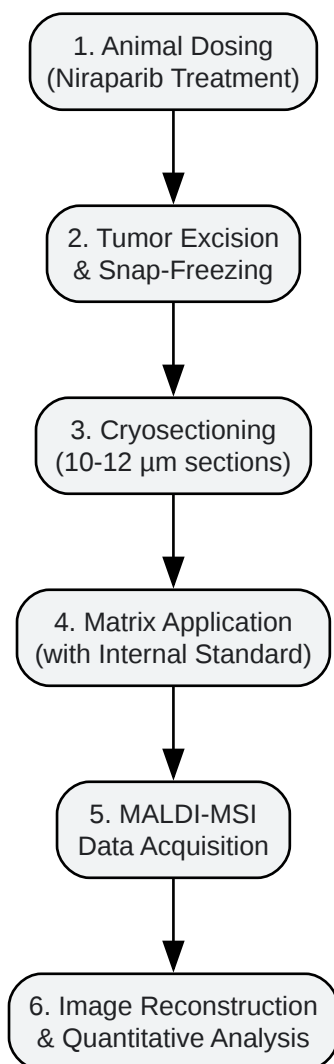 1. Animal Dosing
(Niraparib Treatment)
2. Tumor Excision
& Snap-Freezing
3. Cryosectioning
(10-12 µm sections)
4. Matrix Application
(with Internal Standard)
5. MALDI-MSI
Data Acquisition
6. Image Reconstruction
& Quantitative Analysis